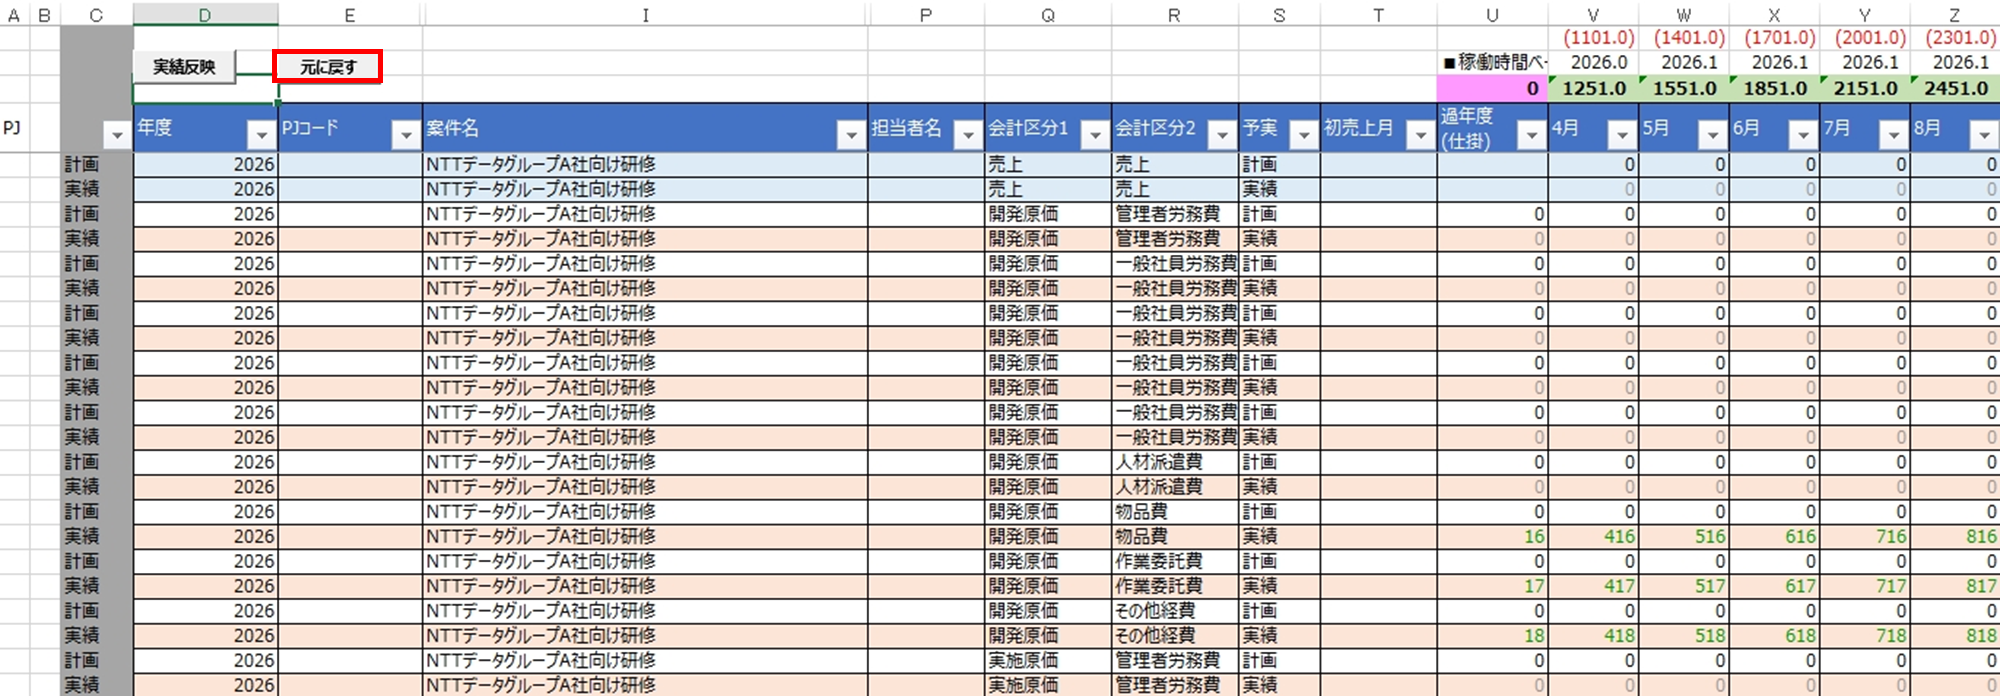 A B C D E I P Q R S T U V W X Y Z
(1101.0) (1401.0) (1701.0) (2001.0) (2301.0)
実績反映 元に戻す ■稼働時間ベ 2026.0 2026.1 2026.1 2026.1 2026.1
0 1251.0 1551.0 1851.0 2151.0 2451.0
PJ 年度 PJコード 案件名 担当者名 会計区分1 会計区分2 予実 初売上月 過年度(仕掛) 4月 5月 6月 7月 8月
計画 2026 NTTデータグループA社向け研修 売上 売上 計画 0 0 0 0 0
実績 2026 NTTデータグループA社向け研修 売上 売上 実績 0 0 0 0 0
計画 2026 NTTデータグループA社向け研修 開発原価 管理者労務費 計画 0 0 0 0 0 0
実績 2026 NTTデータグループA社向け研修 開発原価 管理者労務費 実績 0 0 0 0 0 0
計画 2026 NTTデータグループA社向け研修 開発原価 一般社員労務費 計画 0 0 0 0 0 0
実績 2026 NTTデータグループA社向け研修 開発原価 一般社員労務費 実績 0 0 0 0 0 0
計画 2026 NTTデータグループA社向け研修 開発原価 一般社員労務費 計画 0 0 0 0 0 0
実績 2026 NTTデータグループA社向け研修 開発原価 一般社員労務費 実績 0 0 0 0 0 0
計画 2026 NTTデータグループA社向け研修 開発原価 一般社員労務費 計画 0 0 0 0 0 0
実績 2026 NTTデータグループA社向け研修 開発原価 一般社員労務費 実績 0 0 0 0 0 0
計画 2026 NTTデータグループA社向け研修 開発原価 一般社員労務費 計画 0 0 0 0 0 0
実績 2026 NTTデータグループA社向け研修 開発原価 一般社員労務費 実績 0 0 0 0 0 0
計画 2026 NTTデータグループA社向け研修 開発原価 人材派遣費 計画 0 0 0 0 0 0
実績 2026 NTTデータグループA社向け研修 開発原価 人材派遣費 実績 0 0 0 0 0 0
計画 2026 NTTデータグループA社向け研修 開発原価 物品費 計画 0 0 0 0 0 0
実績 2026 NTTデータグループA社向け研修 開発原価 物品費 実績 16 416 516 616 716 816
計画 2026 NTTデータグループA社向け研修 開発原価 作業委託費 計画 0 0 0 0 0 0
実績 2026 NTTデータグループA社向け研修 開発原価 作業委託費 実績 17 417 517 617 717 817
計画 2026 NTTデータグループA社向け研修 開発原価 その他経費 計画 0 0 0 0 0 0
実績 2026 NTTデータグループA社向け研修 開発原価 その他経費 実績 18 418 518 618 718 818
計画 2026 NTTデータグループA社向け研修 実施原価 管理者労務費 計画 0 0 0 0 0 0
実績 2026 NTTデータグループA社向け研修 実施原価 管理者労務費 実績 0 0 0 0 0 0